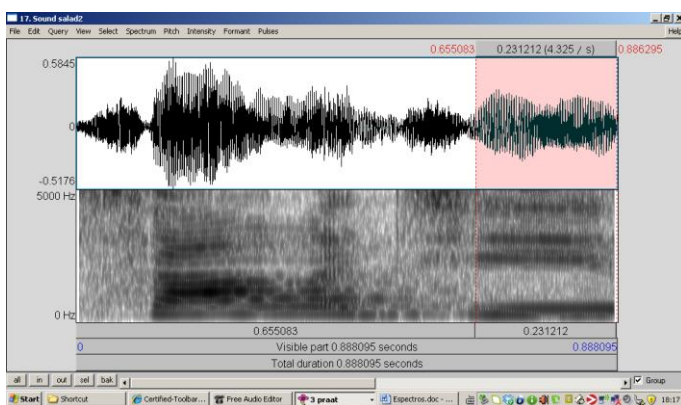 17. Sound salad2
File Edit Query View Select Spectrum Pitch Intensity Formant Pulses Help
0.655083 0.231212 (4.325 / s) 0.886295
0.5845
0
-0.5176
5000 Hz
0 Hz
0.655083 0.231212
0 Visible part 0.888095 seconds 0.888095
Total duration 0.888095 seconds
all in out sel bak Group
Start Shortcut Certified-Toolbar... Free Audio Editor 3 praat Espectros.doc - ... 18:17